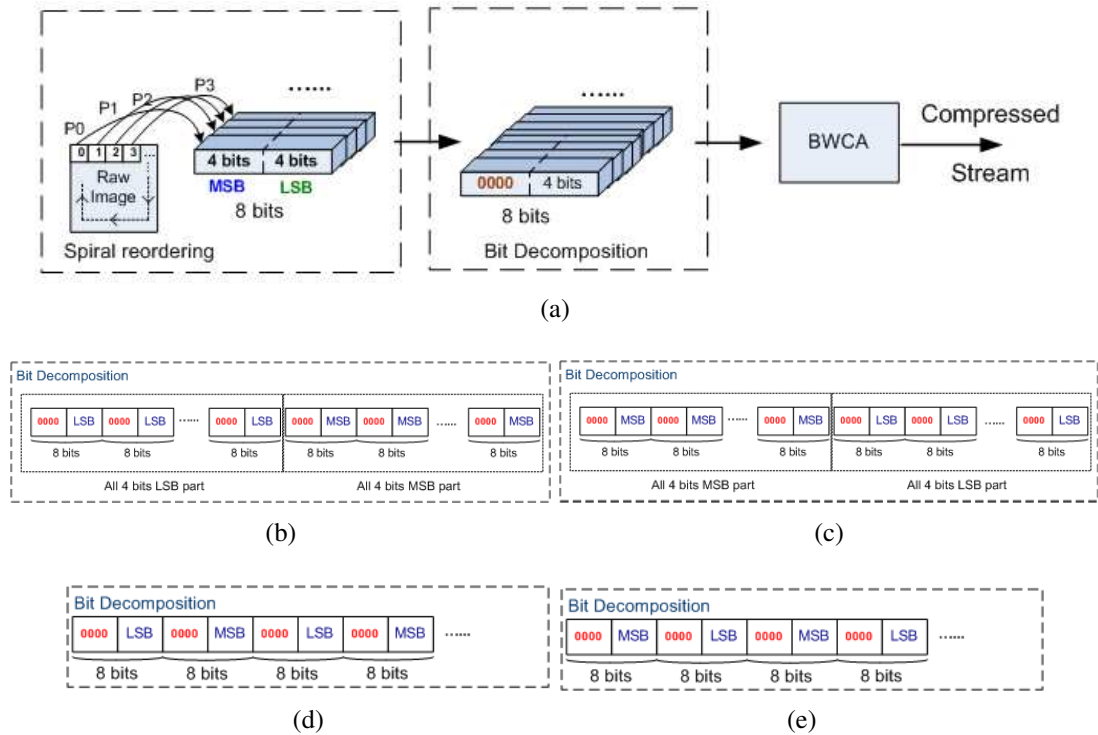 ......
......
P3
P2
P1
P0
0 1 2 3 ...
Raw
Image
4 bits 4 bits
MSB LSB
8 bits
Spiral reordering
0000 4 bits
8 bits
Bit Decomposition
BWCA
Compressed
Stream
(a)
Bit Decomposition
0000 LSB 0000 LSB ...... 0000 LSB 0000 MSB 0000 MSB ...... 0000 MSB
8 bits 8 bits 8 bits 8 bits 8 bits 8 bits
All 4 bits LSB part All 4 bits MSB part
(b)
Bit Decomposition
0000 MSB 0000 MSB ...... 0000 MSB 0000 LSB 0000 LSB ...... 0000 LSB
8 bits 8 bits 8 bits 8 bits 8 bits 8 bits
All 4 bits MSB part All 4 bits LSB part
(c)
Bit Decomposition
0000 LSB 0000 MSB 0000 LSB 0000 MSB ......
8 bits 8 bits 8 bits 8 bits
(d)
Bit Decomposition
0000 MSB 0000 LSB 0000 MSB 0000 LSB ......
8 bits 8 bits 8 bits 8 bits
(e)